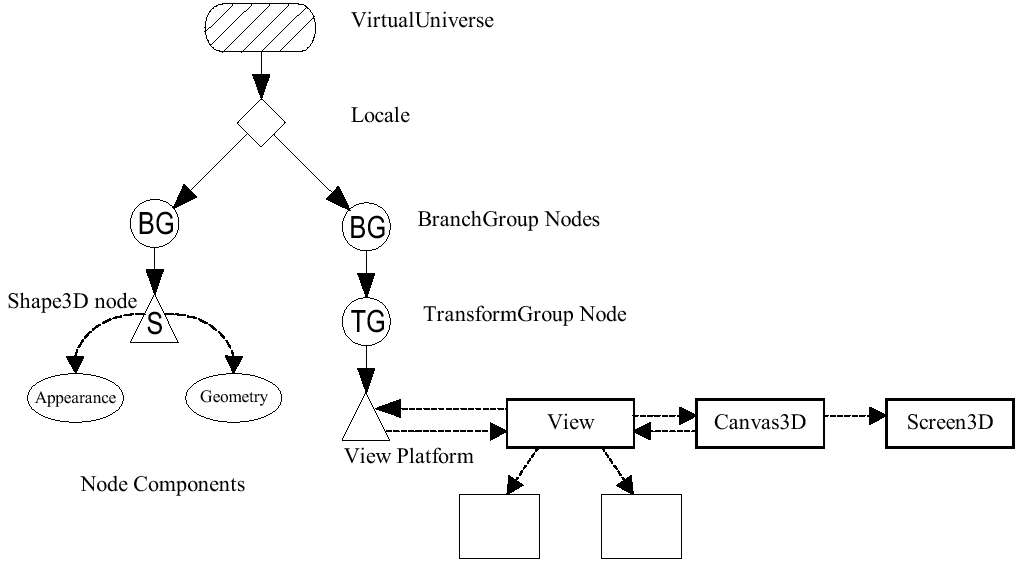 VirtualUniverse
Locale
BG
BG
BranchGroup Nodes
Shape3D node
S
TG
TransformGroup Node
Appearance
Geometry
View
Canvas3D
Screen3D
View Platform
Node Components